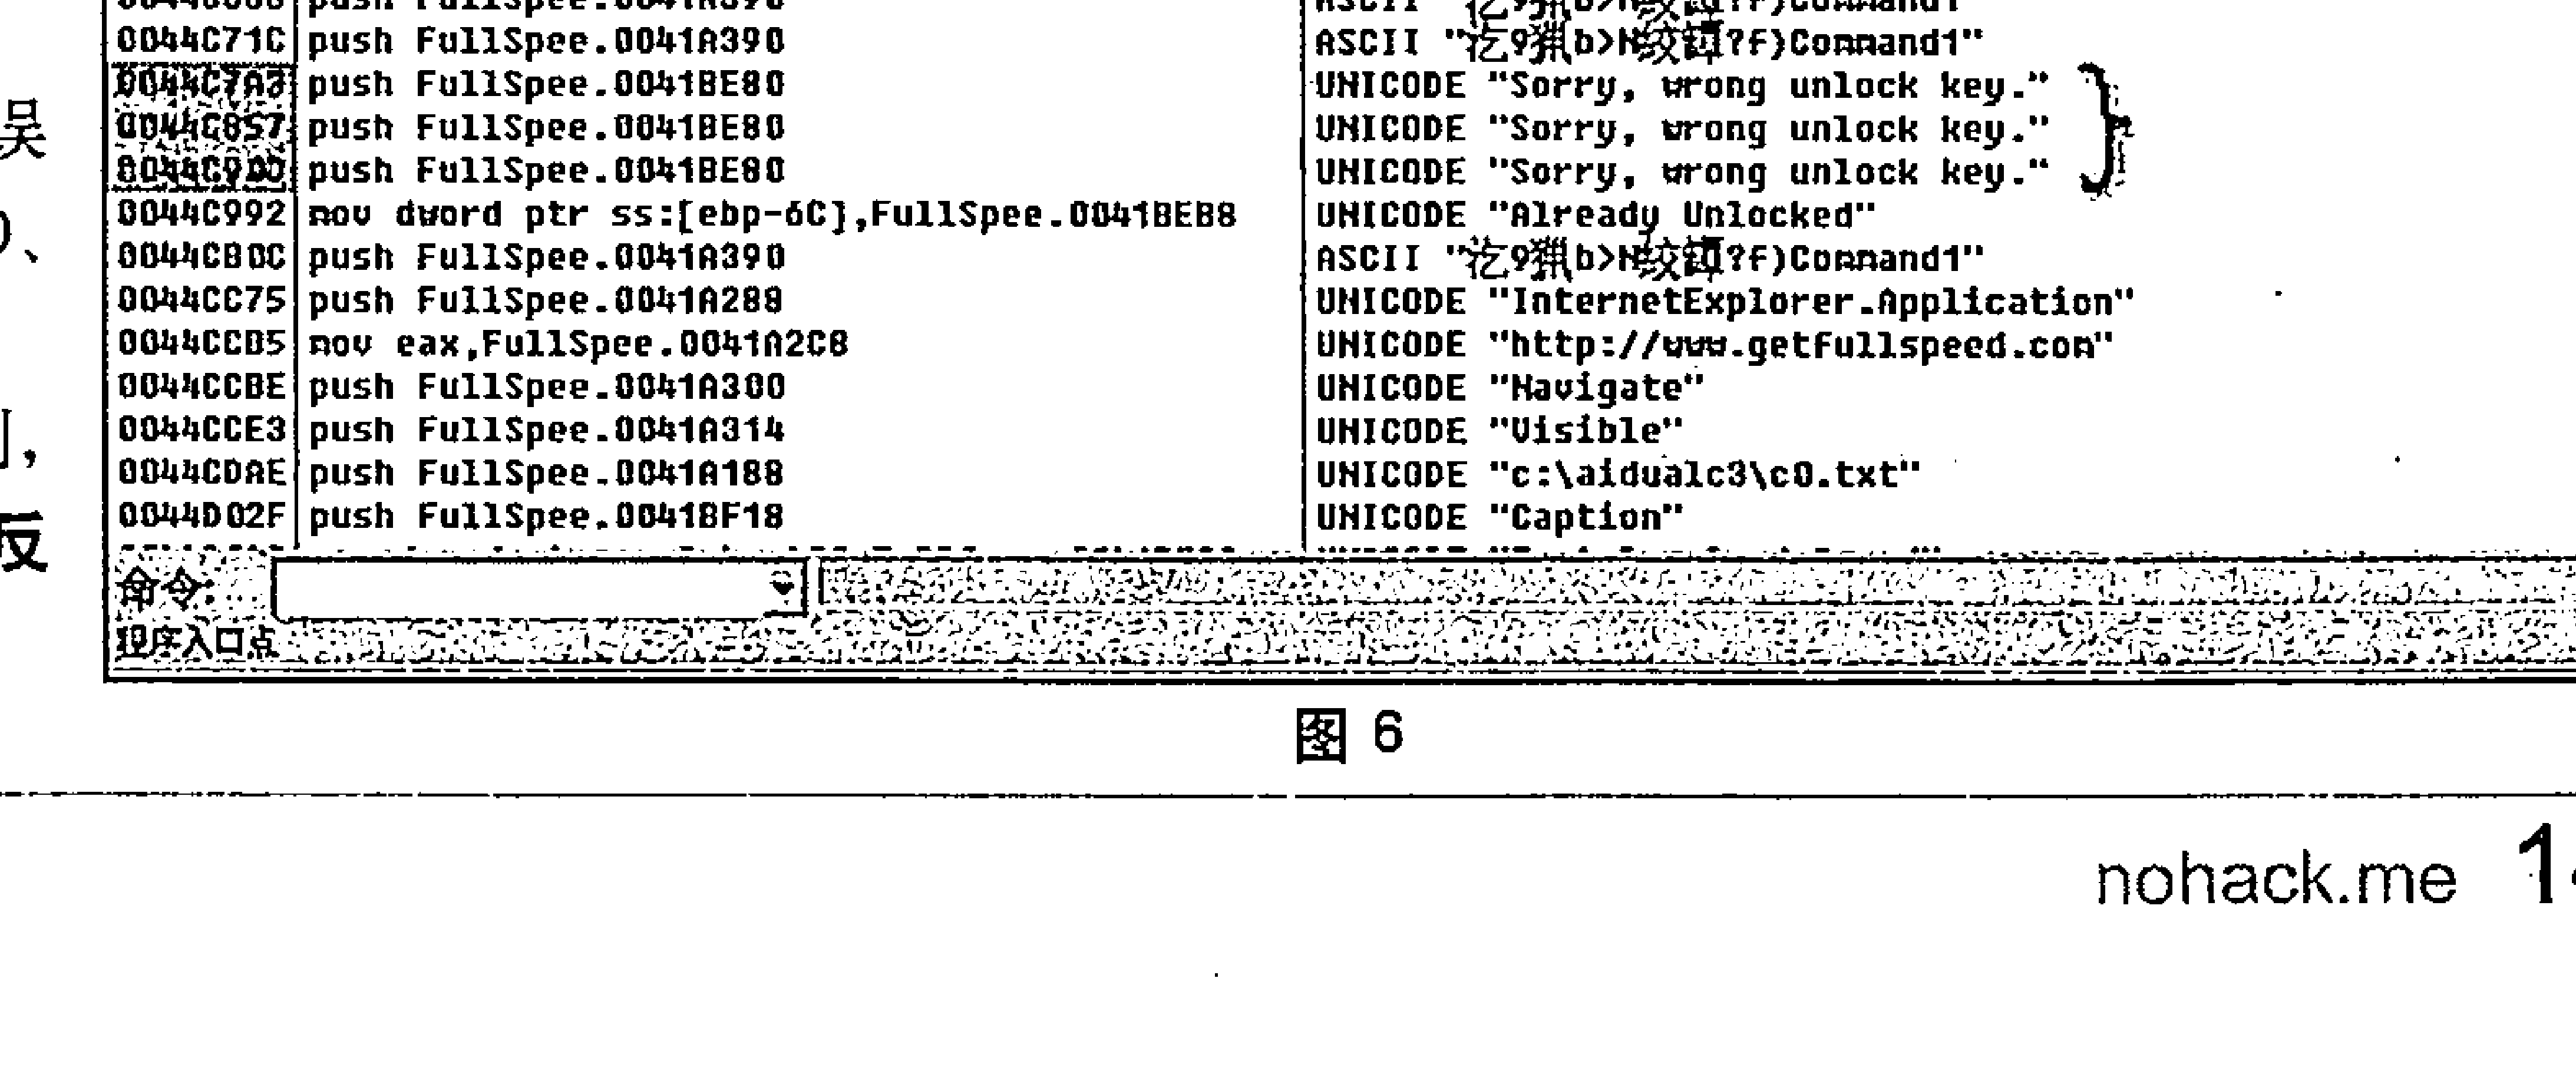 0044C71C push FullSpee.0041A390 ASCII "讫9猟b>N绞?f)Command1"
吴
0044C7A3 push FullSpee.0041BE80 UNICODE "Sorry, wrong unlock key."
0044C857 push FullSpee.0041BE80 UNICODE "Sorry, wrong unlock key."
push FullSpee.0041BE80 UNICODE "Sorry, wrong unlock key."
0044C992 mov dword ptr ss:[ebp-6C],FullSpee.0041BEB8 UNICODE "Already Unlocked"
、
0044CB0C push FullSpee.0041A390 ASCII "讫9猟b>N绞?f)Command1"
0044CC75 push FullSpee.0041A288 UNICODE "InternetExplorer.Application"
0044CCB5 mov eax,FullSpee.0041A2C8 UNICODE "http://www.getfullspeed.com"
0044CCBE push FullSpee.0041A300 UNICODE "Navigate"
0044CCE3 push FullSpee.0041A314 UNICODE "Visible"
，
0044CDAE push FullSpee.0041A188 UNICODE "c:\aidualc3\c0.txt"
0044D02F push FullSpee.0041BF18 UNICODE "Caption"
反
命令:
程序入口点
图 6
nohack.me